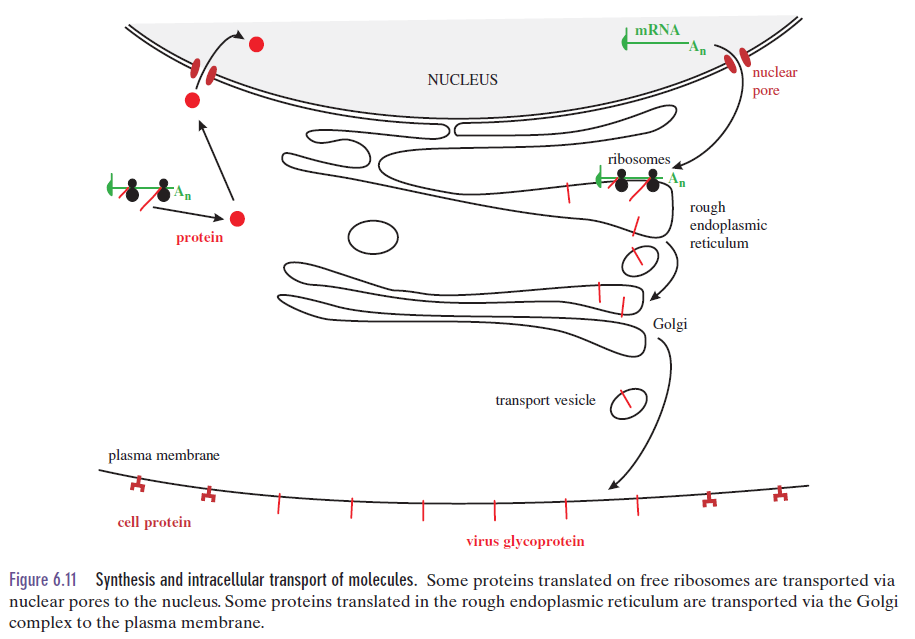 mRNA
An
NUCLEUS
nuclear
pore
ribosomes
An
An
rough
endoplasmic
reticulum
protein
Golgi
transport vesicle
plasma membrane
cell protein
virus glycoprotein
Figure 6.11 Synthesis and intracellular transport of molecules. Some proteins translated on free ribosomes are transported via
nuclear pores to the nucleus. Some proteins translated in the rough endoplasmic reticulum are transported via the Golgi
complex to the plasma membrane.